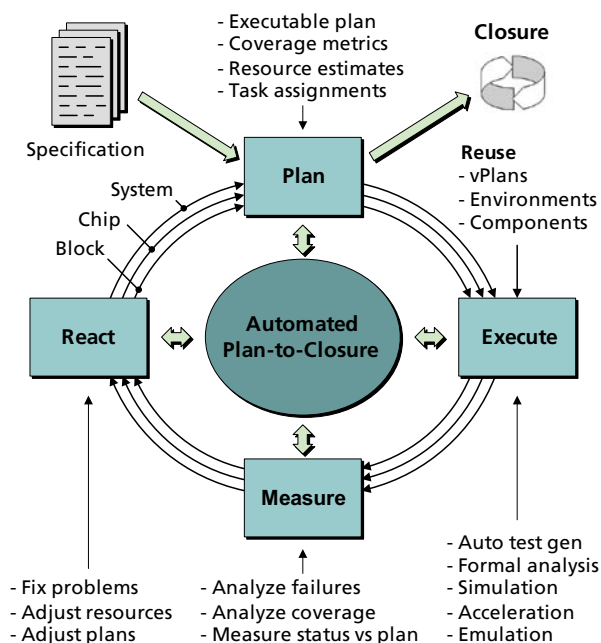 - Executable plan
- Coverage metrics
- Resource estimates
- Task assignments
Closure
Specification
Plan
Reuse
- vPlans
- Environments
- Components
System
Chip
Block
React
Automated
Plan-to-Closure
Execute
Measure
- Fix problems
- Adjust resources
- Adjust plans
- Analyze failures
- Analyze coverage
- Measure status vs plan
- Auto test gen
- Formal analysis
- Simulation
- Acceleration
- Emulation